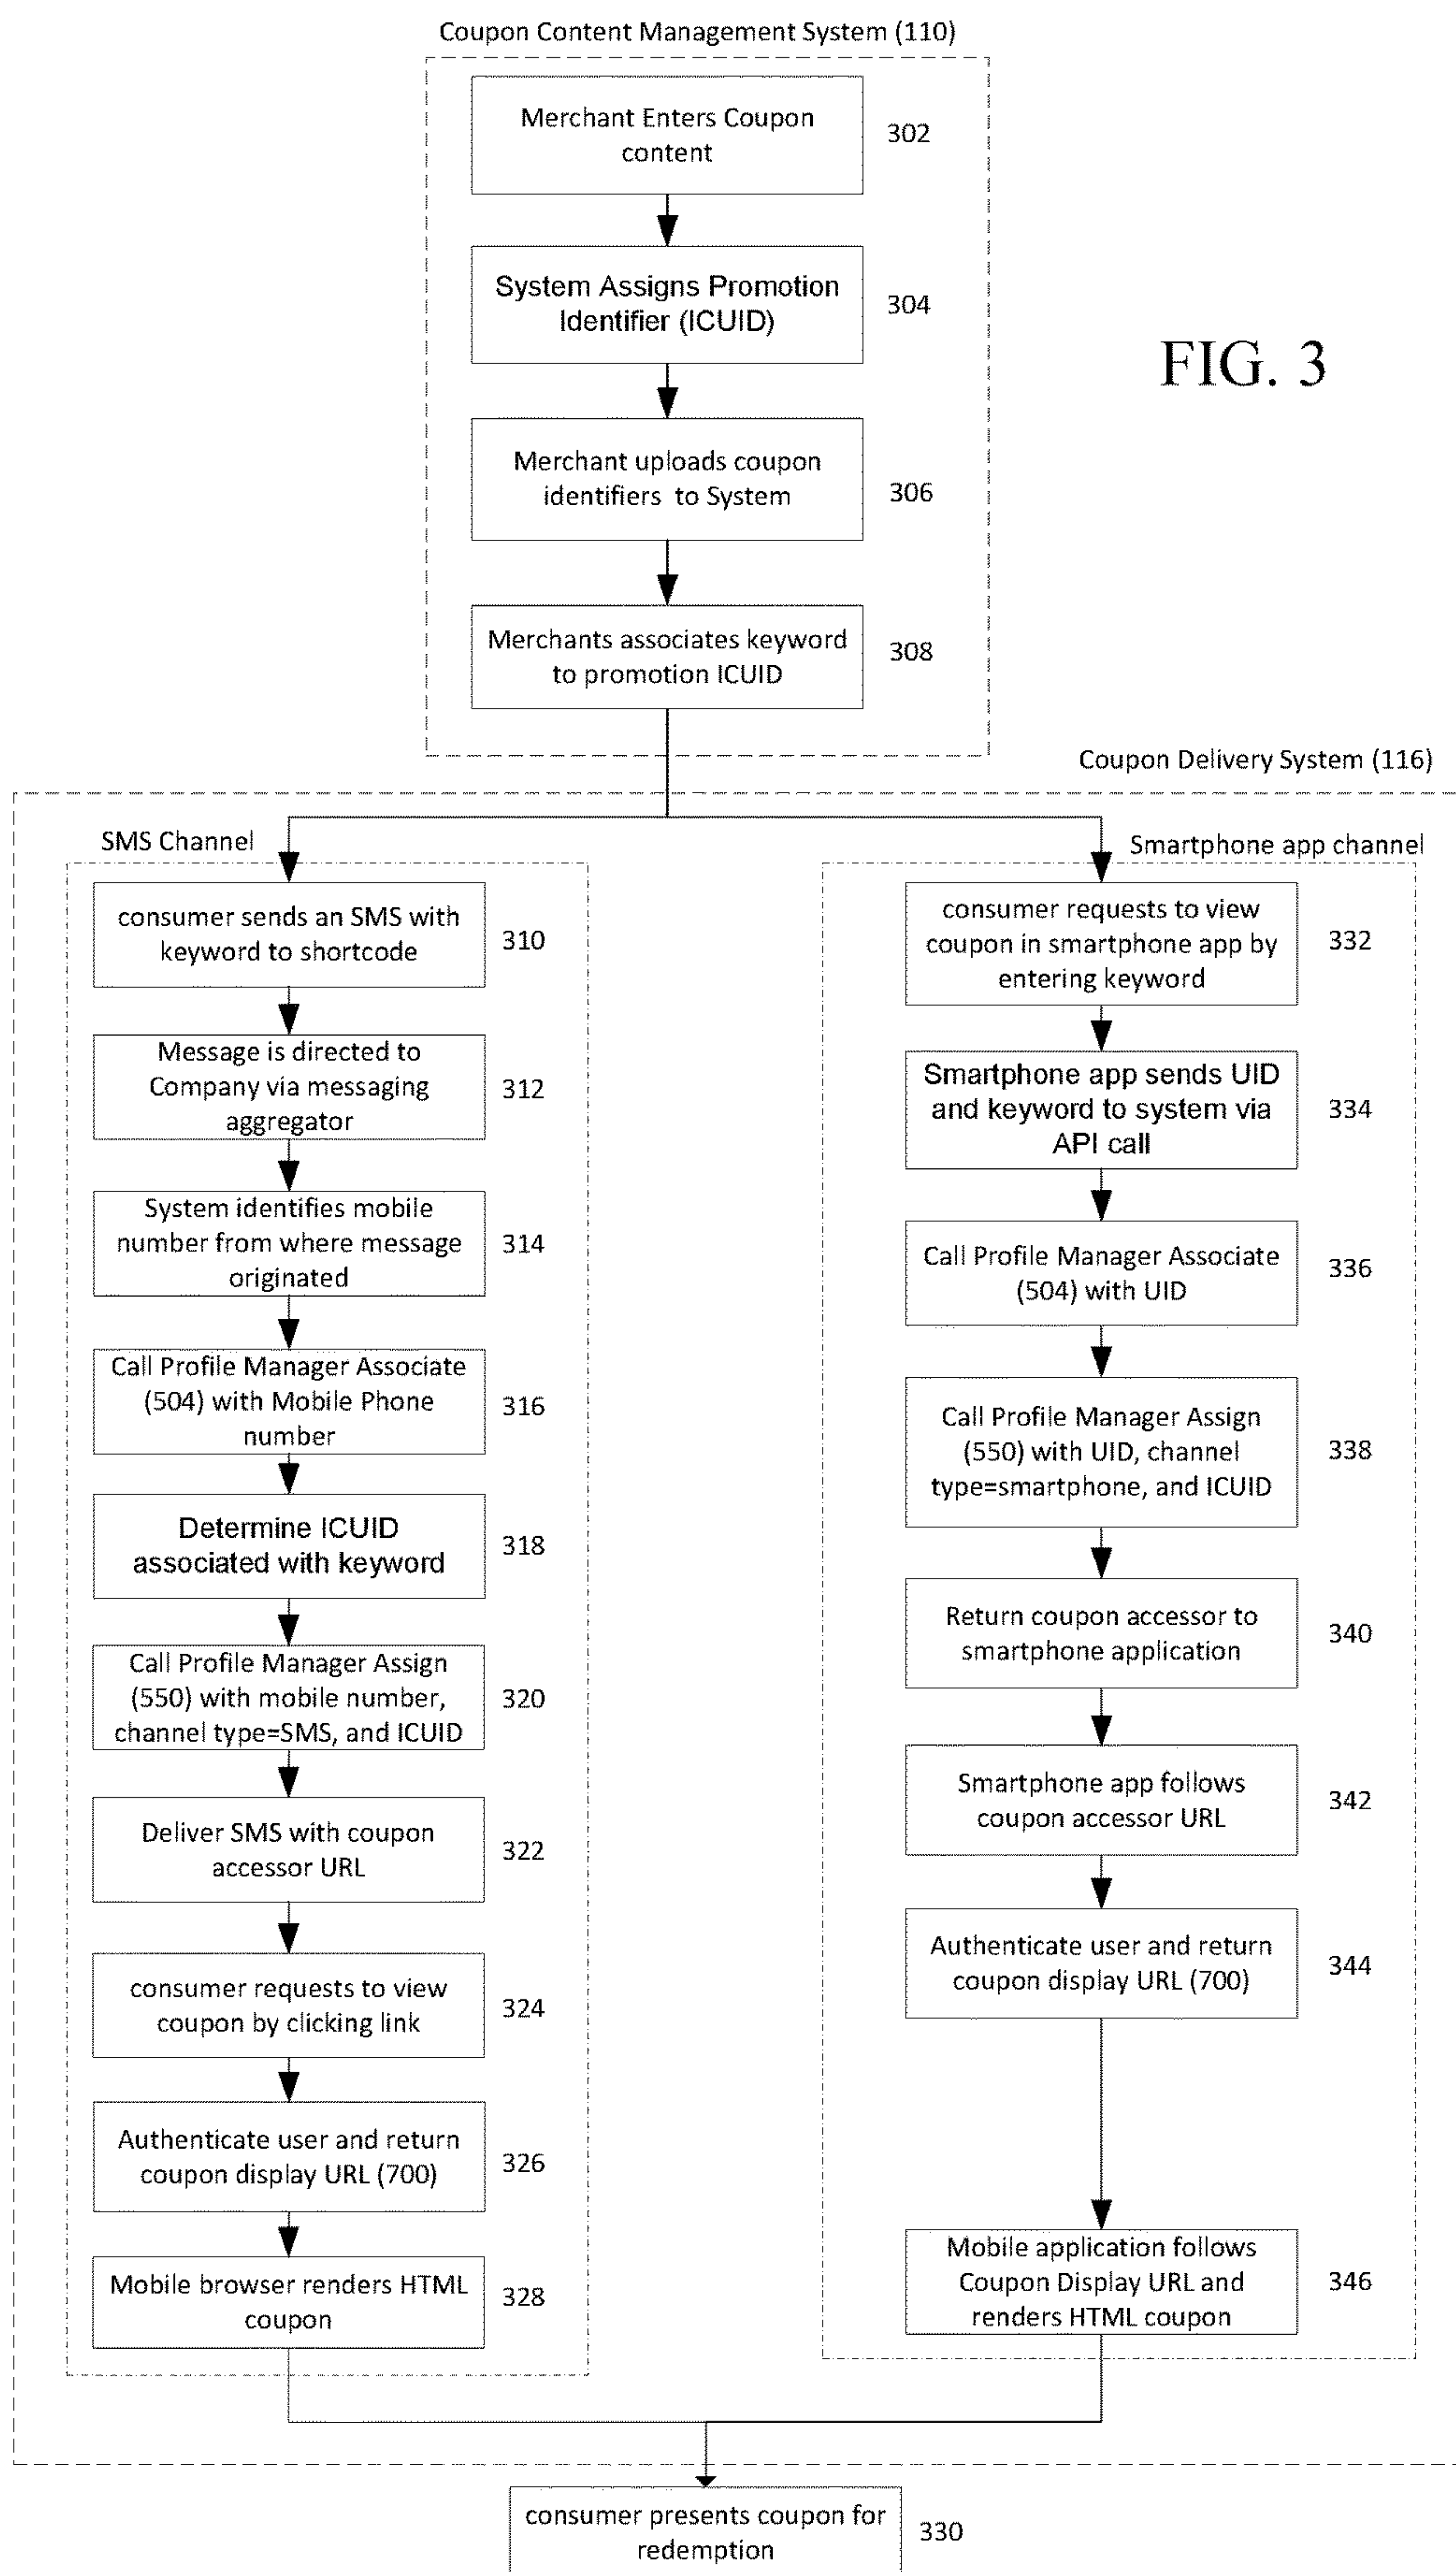 Coupon Content Management System (110)
Merchant Enters Coupon
content
302
System Assigns Promotion
Identifier (ICUID)
304
FIG. 3
Merchant uploads coupon
identifiers to System
306
Merchants associates keyword
to promotion ICUID
308
Coupon Delivery System (116)
SMS Channel
consumer sends an SMS with
keyword to shortcode
310
Message is directed to
Company via messaging
aggregator
312
System identifies mobile
number from where message
originated
314
Call Profile Manager Associate
(504) with Mobile Phone
number
316
Determine ICUID
associated with keyword
318
Call Profile Manager Assign
(550) with mobile number,
channel type=SMS, and ICUID
320
Deliver SMS with coupon
accessor URL
322
consumer requests to view
coupon by clicking link
324
Authenticate user and return
coupon display URL (700)
326
Mobile browser renders HTML
coupon
328
Smartphone app channel
consumer requests to view
coupon in smartphone app by
entering keyword
332
Smartphone app sends UID
and keyword to system via
API call
334
Call Profile Manager Associate
(504) with UID
336
Call Profile Manager Assign
(550) with UID, channel
type=smartphone, and ICUID
338
Return coupon accessor to
smartphone application
340
Smartphone app follows
coupon accessor URL
342
Authenticate user and return
coupon display URL (700)
344
Mobile application follows
Coupon Display URL and
renders HTML coupon
346
consumer presents coupon for
redemption
330